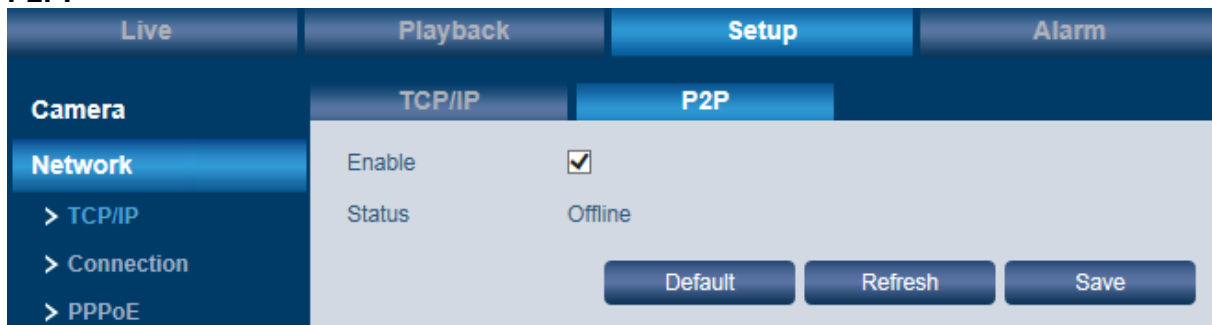 Live Playback Setup Alarm
Camera TCP/IP P2P
Network Enable
> TCP/IP Status Offline
> Connection
Default Refresh Save
> PPPoE